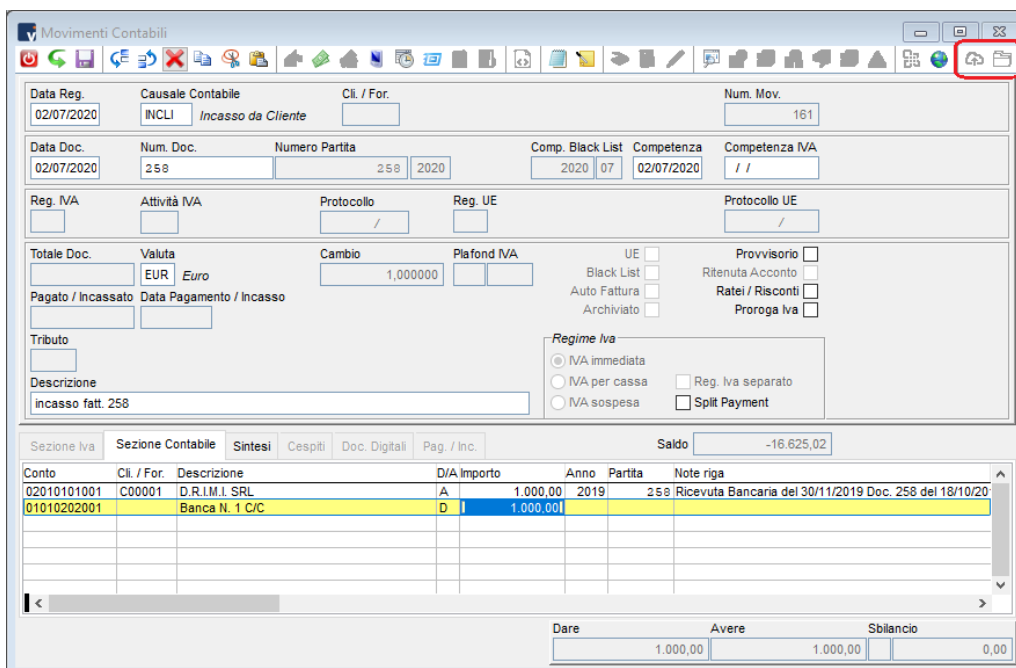 Movimenti Contabili
Data Reg. Causale Contabile Cli. / For. Num. Mov.
02/07/2020 INCLI Incasso da Cliente 161
Data Doc. Num. Doc. Numero Partita Comp. Black List Competenza Competenza IVA
02/07/2020 258 258 2020 2020 07 02/07/2020 / /
Reg. IVA Attività IVA Protocollo Reg. UE Protocollo UE
/ /
Totale Doc. Valuta Cambio Plafond IVA UE Provvisorio
EUR Euro 1,000000 Black List Ritenuta Acconto
Pagato / Incassato Data Pagamento / Incasso Auto Fattura Ratei / Risconti
Archiviato Proroga Iva
Tributo Regime Iva
IVA immediata
Descrizione IVA per cassa Reg. Iva separato
incasso fatt. 258 IVA sospesa Split Payment
Sezione Iva Sezione Contabile Sintesi Cespiti Doc. Digitali Pag. / Inc. Saldo -16.625,02
Conto Cli. / For. Descrizione D/A Importo Anno Partita Note riga
02010101001 C00001 D.R.I.M.I. SRL A 1.000,00 2019 258 Ricevuta Bancaria del 30/11/2019 Doc. 258 del 18/10/20
01010202001 Banca N. 1 C/C D 1.000,00
Dare Avere Sbilancio
1.000,00 1.000,00 0,00